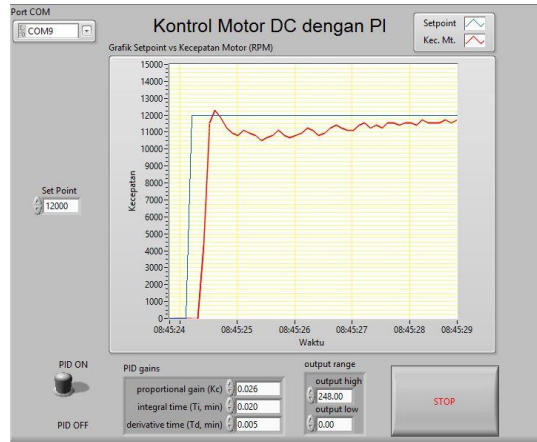 Port COM
COM9
Kontrol Motor DC dengan PI
Setpoint
Kec. Mt.
Grafik Setpoint vs Kecepatan Motor (RPM)
15000
14000
13000
12000
11000
10000
9000
8000
7000
6000
5000
4000
3000
2000
1000
0
Kecepatan
08:45:24
08:45:25
08:45:26
08:45:27
08:45:28
08:45:29
Waktu
Set Point
12000
PID ON
PID OFF
PID gains
proportional gain (Kc)
0.026
integral time (Ti, min)
0.020
derivative time (Td, min)
0.005
output range
output high
248.00
output low
0.00
STOP